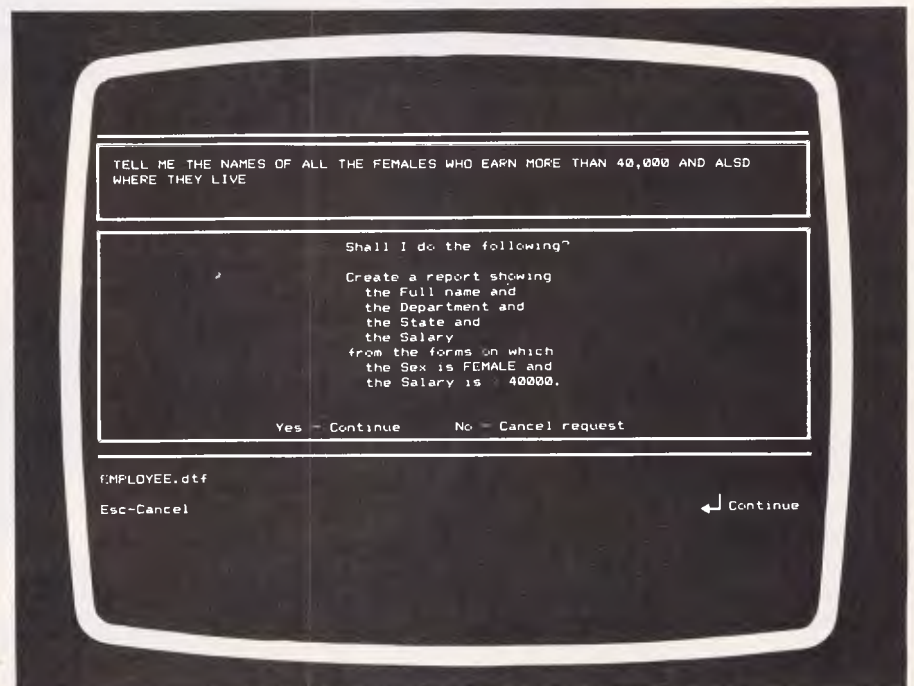 TELL ME THE NAMES OF ALL THE FEMALES WHO EARN MORE THAN 40,000 AND ALSO
WHERE THEY LIVE
Shall I do the following?
Create a report showing
the Full name and
the Department and
the State and
the Salary
from the forms on which
the Sex is FEMALE and
the Salary is 40000.
Yes - Continue No - Cancel request
EMPLOYEE.dtf
Esc-Cancel
Continue